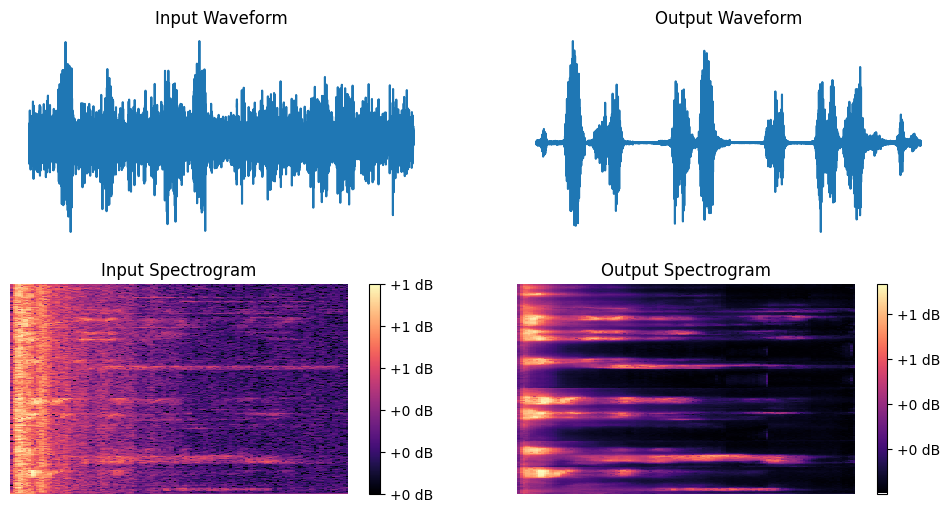 Input Waveform
Output Waveform
Input Spectrogram
+1 dB
+1 dB
+1 dB
+0 dB
+0 dB
+0 dB
Output Spectrogram
+1 dB
+1 dB
+0 dB
+0 dB